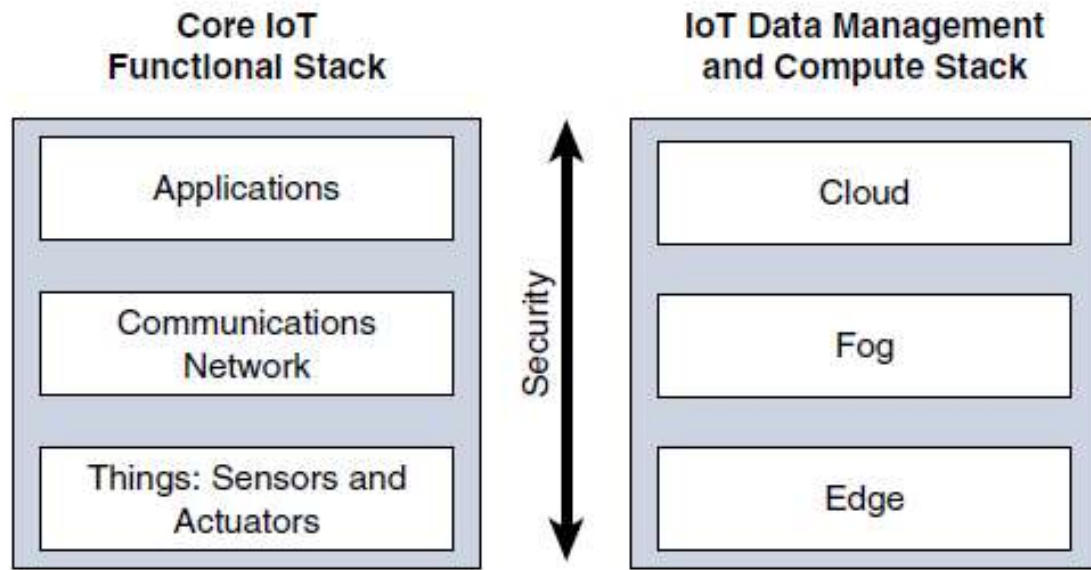 Core IoT
Functional Stack
Applications
Communications
Network
Things: Sensors and
Actuators
Security
IoT Data Management
and Compute Stack
Cloud
Fog
Edge